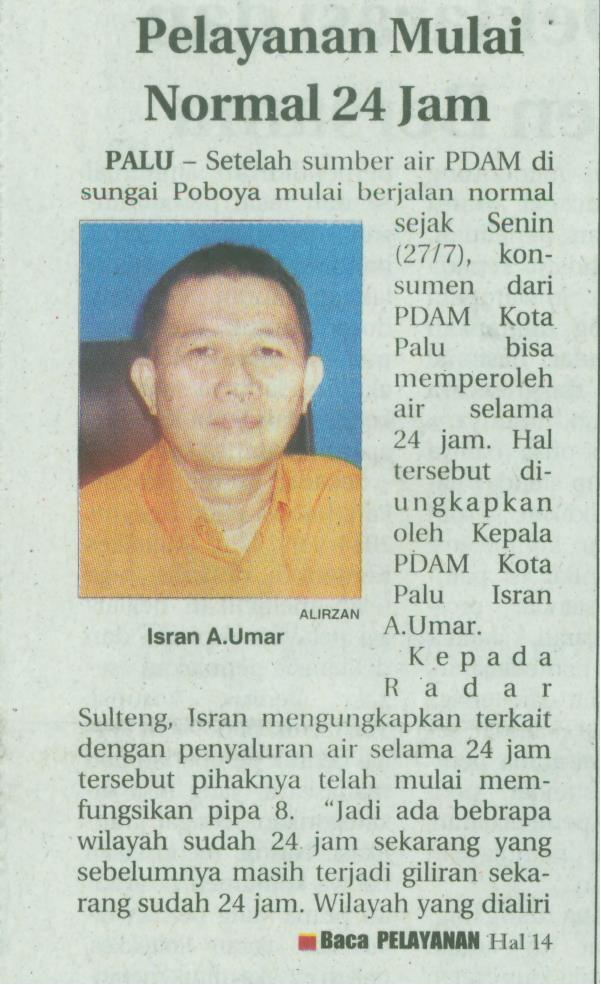 Pelayanan Mulai
Normal 24 Jam
PALU – Setelah sumber air PDAM di
sungai Poboya mulai berjalan normal
sejak Senin
(27/7), kon-
sumen dari
PDAM Kota
Palu bisa
memperoleh
air selama
24 jam. Hal
tersebut di-
ungkapkan
oleh Kepala
PDAM Kota
Palu Isran
A.Umar.
ALIRZAN
Isran A.Umar
Kepada
Radar
Sulteng, Isran mengungkapkan terkait
dengan penyaluran air selama 24 jam
tersebut pihaknya telah mulai mem-
fungsikan pipa 8. “Jadi ada bebrapa
wilayah sudah 24 jam sekarang yang
sebelumnya masih terjadi giliran seka-
rang sudah 24 jam. Wilayah yang dialiri
Baca PELAYANAN Hal 14